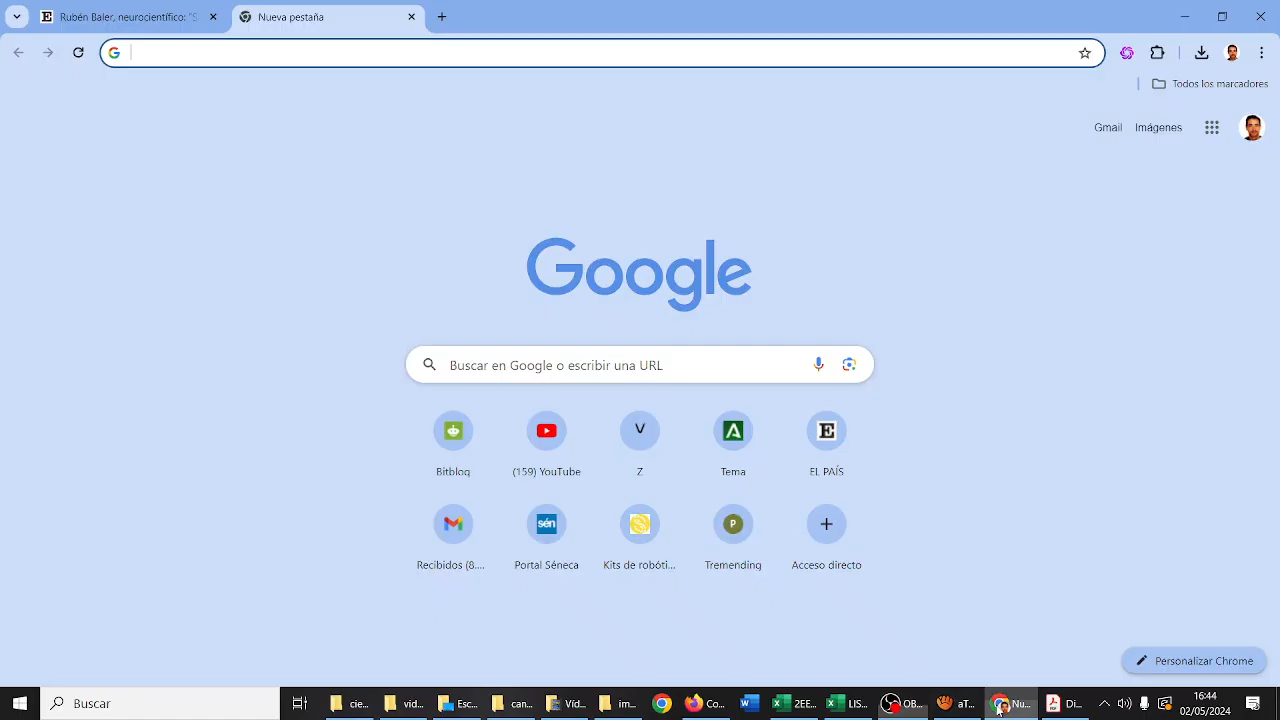 Rubén Baler, neurocientífico: "S
Nueva pestaña
Todos los marcadores
Gmail
Imágenes
Google
Buscar en Google o escribir una URL
Bitbloq
(159) YouTube
Z
Tema
EL PAÍS
Recibidos (8....
Portal Séneca
Kits de robóti...
Tremending
Acceso directo
Personalizar Chrome
Buscar
ce...
vid...
Esc...
can...
Vid...
im...
Co...
2EE...
LIS...
OB...
aT...
Nu...
Di...
16:44
02/05/2024